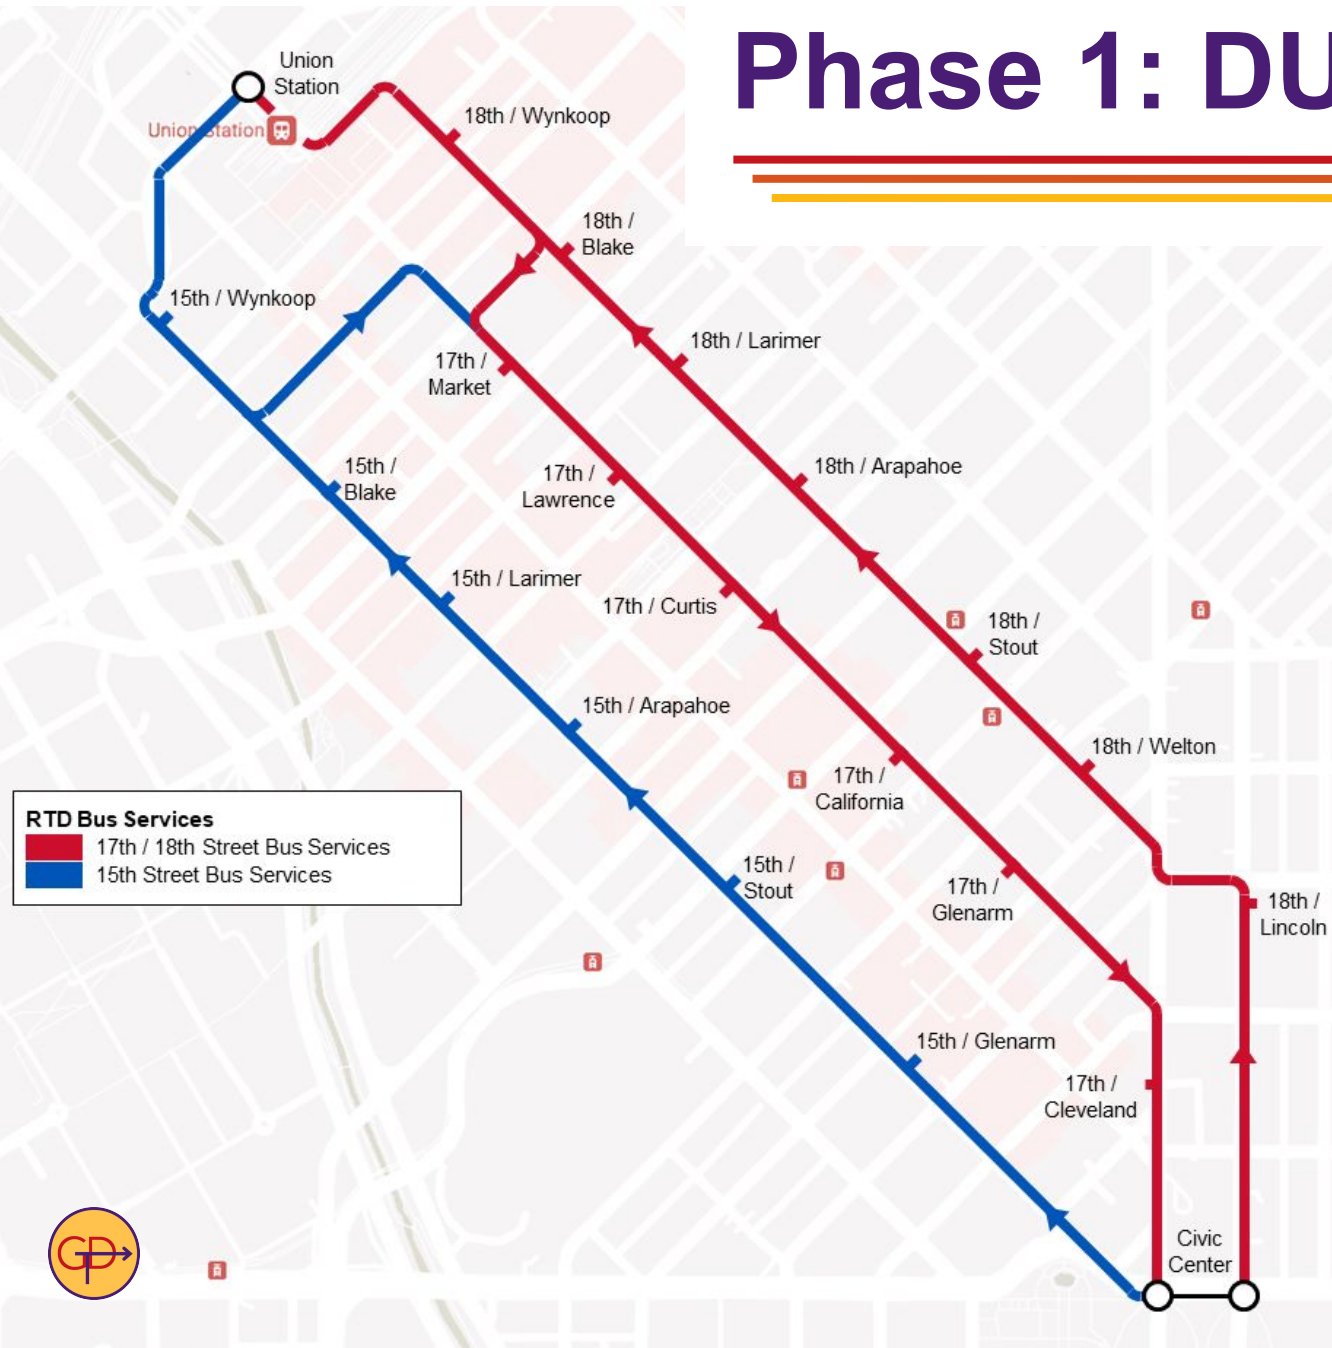 Phase 1: DU
Union
Station
Union Station
18th / Wynkoop
18th /
Blake
15th / Wynkoop
18th / Larimer
17th /
Market
18th / Arapahoe
15th /
Blake
17th /
Lawrence
15th / Larimer
17th / Curtis
18th /
Stout
15th / Arapahoe
18th / Welton
17th /
California
RTD Bus Services
17th / 18th Street Bus Services
15th Street Bus Services
15th /
Stout
17th /
Glenarm
18th /
Lincoln
15th / Glenarm
17th /
Cleveland
Civic
Center
GPT